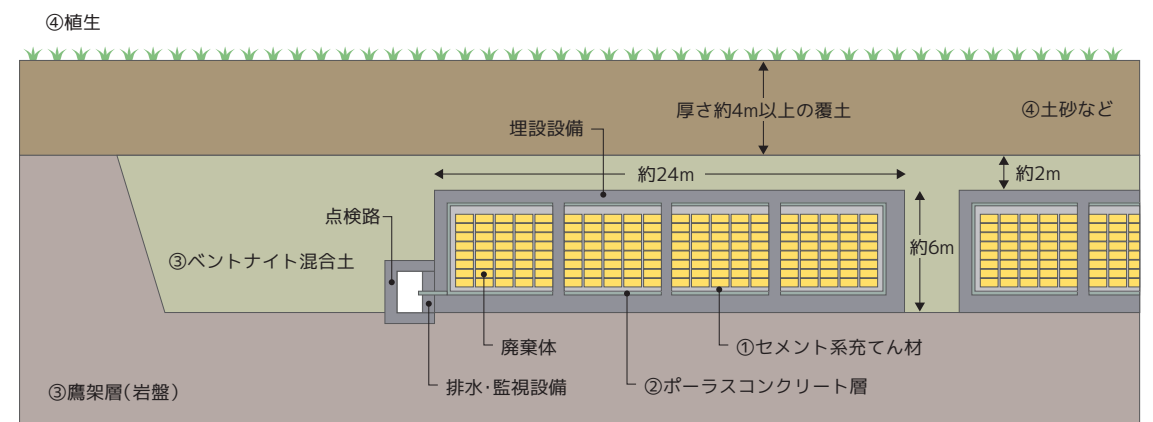 ④植生
厚さ約4m以上の覆土
④土砂など
埋設設備
約24m
約2m
点検路
約6m
③ベントナイト混合土
廃棄体
①セメント系充てん材
排水・監視設備
②ポーラスコンクリート層
③鷹架層(岩盤)